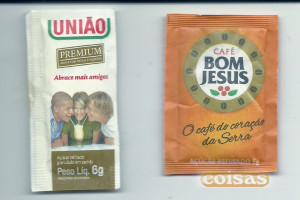 UNIÃO
PREMIUM
Abrace mais amigos
Peso Líq. 6g
CAFÉ
BOM
JESUS
O café do coração
da Serra
coisas